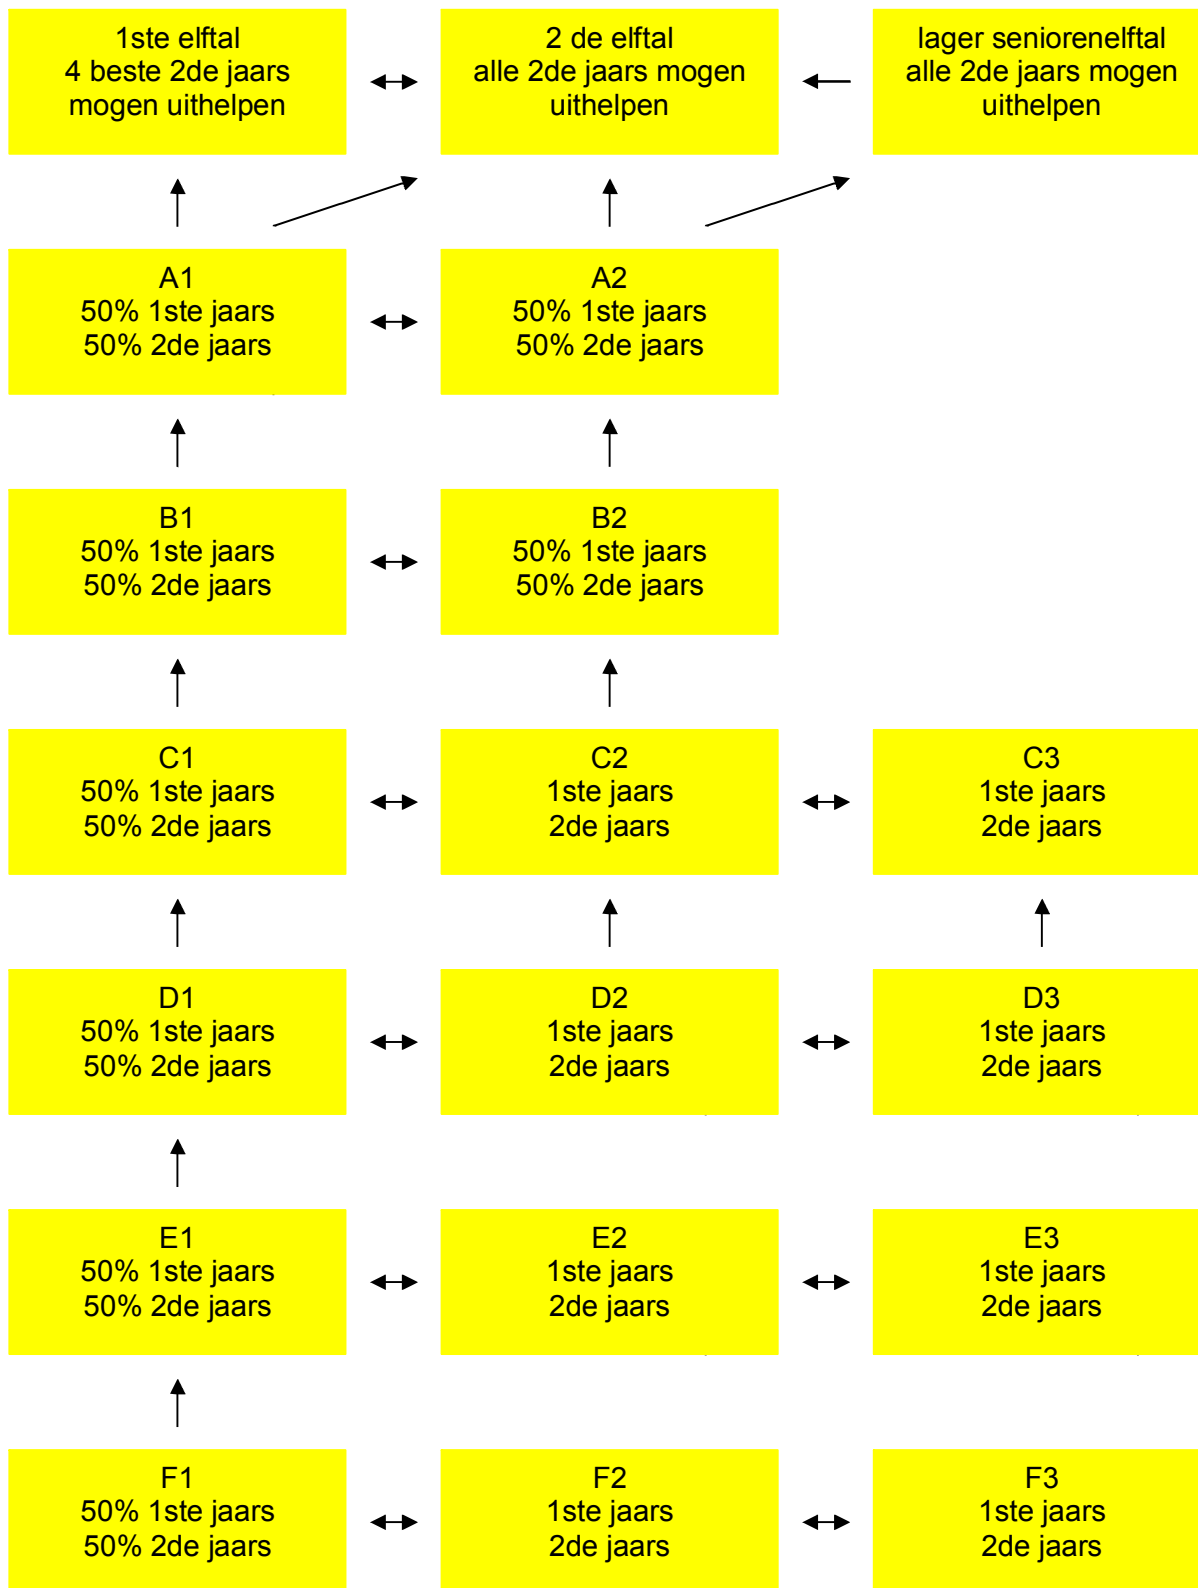 1ste elftal
4 beste 2de jaars
mogen uithelpen
2 de elftal
alle 2de jaars mogen
uithelpen
lager seniorenelftal
alle 2de jaars mogen
uithelpen
A1
50% 1ste jaars
50% 2de jaars
A2
50% 1ste jaars
50% 2de jaars
B1
50% 1ste jaars
50% 2de jaars
B2
50% 1ste jaars
50% 2de jaars
C1
50% 1ste jaars
50% 2de jaars
C2
1ste jaars
2de jaars
C3
1ste jaars
2de jaars
D1
50% 1ste jaars
50% 2de jaars
D2
1ste jaars
2de jaars
D3
1ste jaars
2de jaars
E1
50% 1ste jaars
50% 2de jaars
E2
1ste jaars
2de jaars
E3
1ste jaars
2de jaars
F1
50% 1ste jaars
50% 2de jaars
F2
1ste jaars
2de jaars
F3
1ste jaars
2de jaars